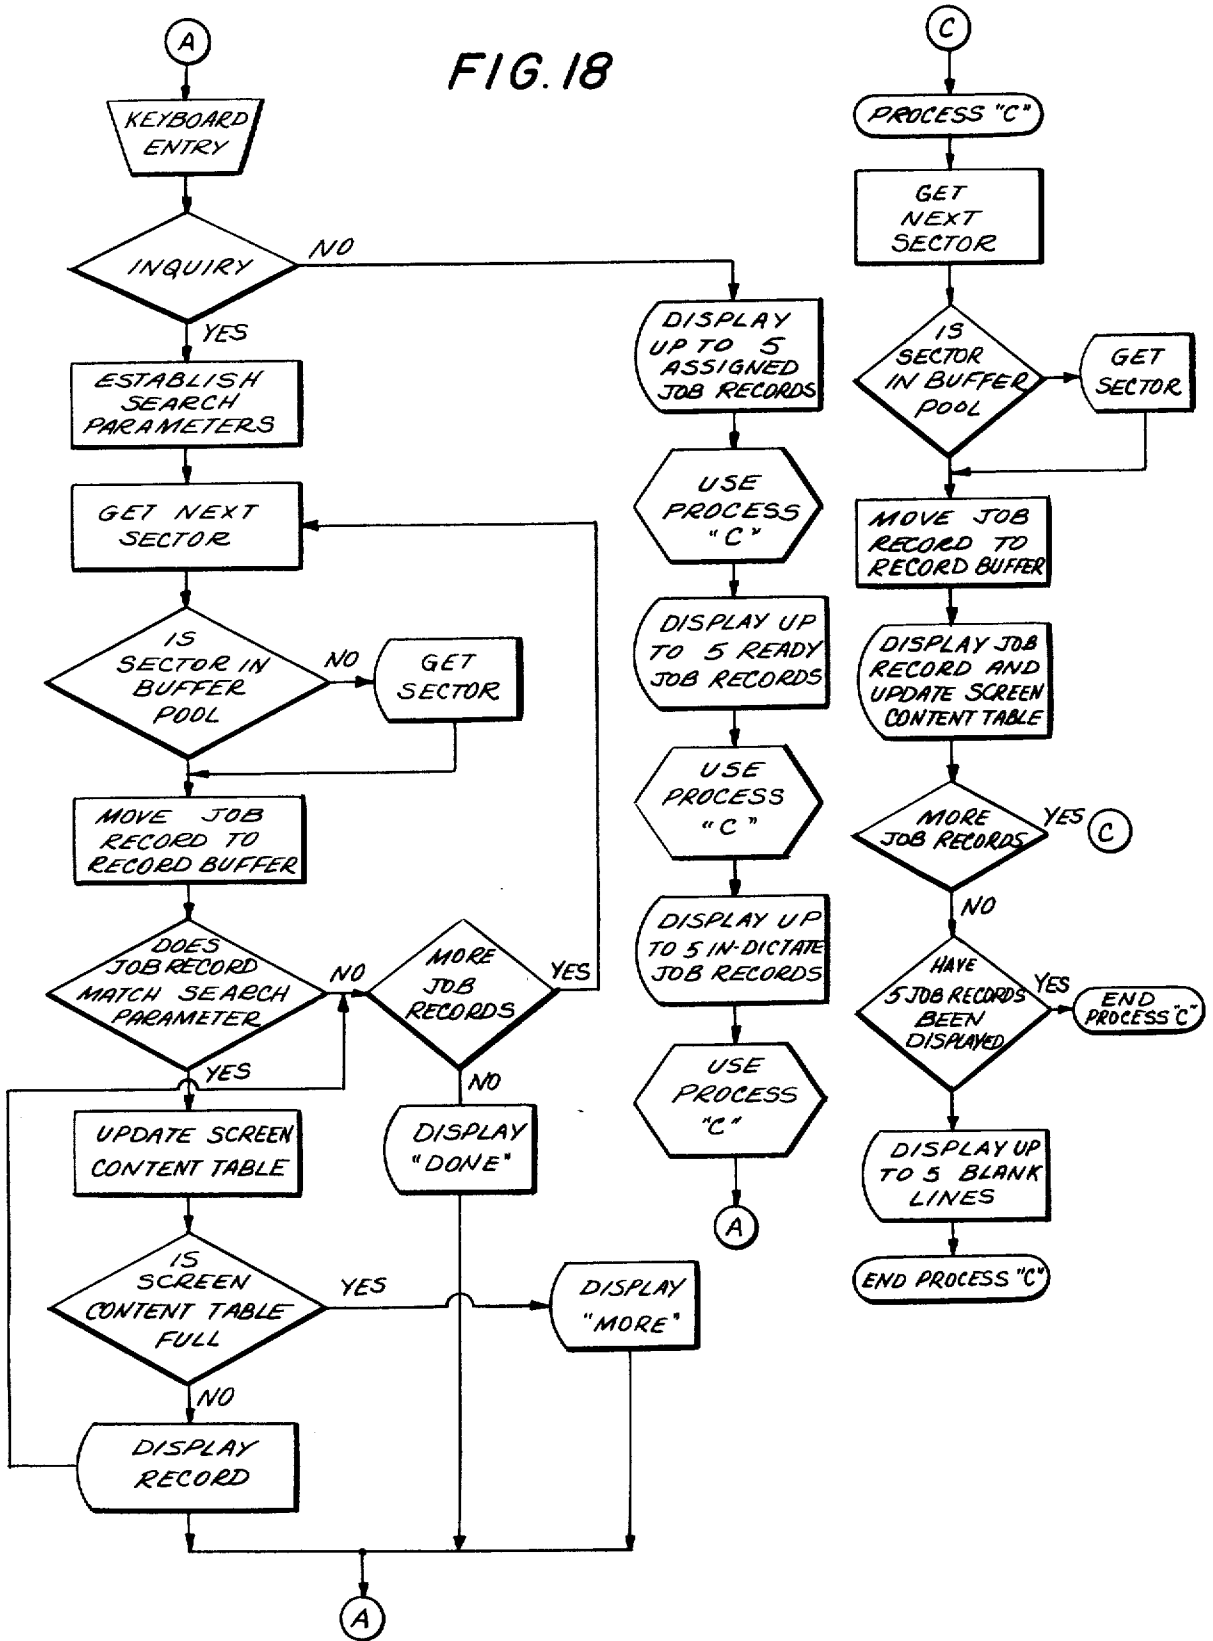 FIG. 18
A
KEYBOARD
ENTRY
INQUIRY
NO
YES
ESTABLISH
SEARCH
PARAMETERS
GET NEXT
SECTOR
IS
SECTOR IN
BUFFER
POOL
NO
GET
SECTOR
MOVE JOB
RECORD TO
RECORD BUFFER
DOES
JOB RECORD
MATCH SEARCH
PARAMETER
NO
YES
MORE
JOB
RECORDS
YES
NO
DISPLAY
"DONE"
UPDATE SCREEN
CONTENT TABLE
IS
SCREEN
CONTENT TABLE
FULL
YES
NO
DISPLAY
"MORE"
DISPLAY
RECORD
A
DISPLAY
UP TO 5
ASSIGNED
JOB RECORDS
USE
PROCESS
"C"
DISPLAY UP
TO 5 READY
JOB RECORDS
USE
PROCESS
"C"
DISPLAY UP
TO 5 IN-DICTATE
JOB RECORDS
USE
PROCESS
"C"
A
C
PROCESS "C"
GET
NEXT
SECTOR
IS
SECTOR
IN BUFFER
POOL
GET
SECTOR
MOVE JOB
RECORD TO
RECORD BUFFER
DISPLAY JOB
RECORD AND
UPDATE SCREEN
CONTENT TABLE
MORE
JOB RECORDS
YES
C
NO
HAVE
5 JOB RECORDS
BEEN
DISPLAYED
YES
END
PROCESS "C"
DISPLAY UP
TO 5 BLANK
LINES
END PROCESS "C"